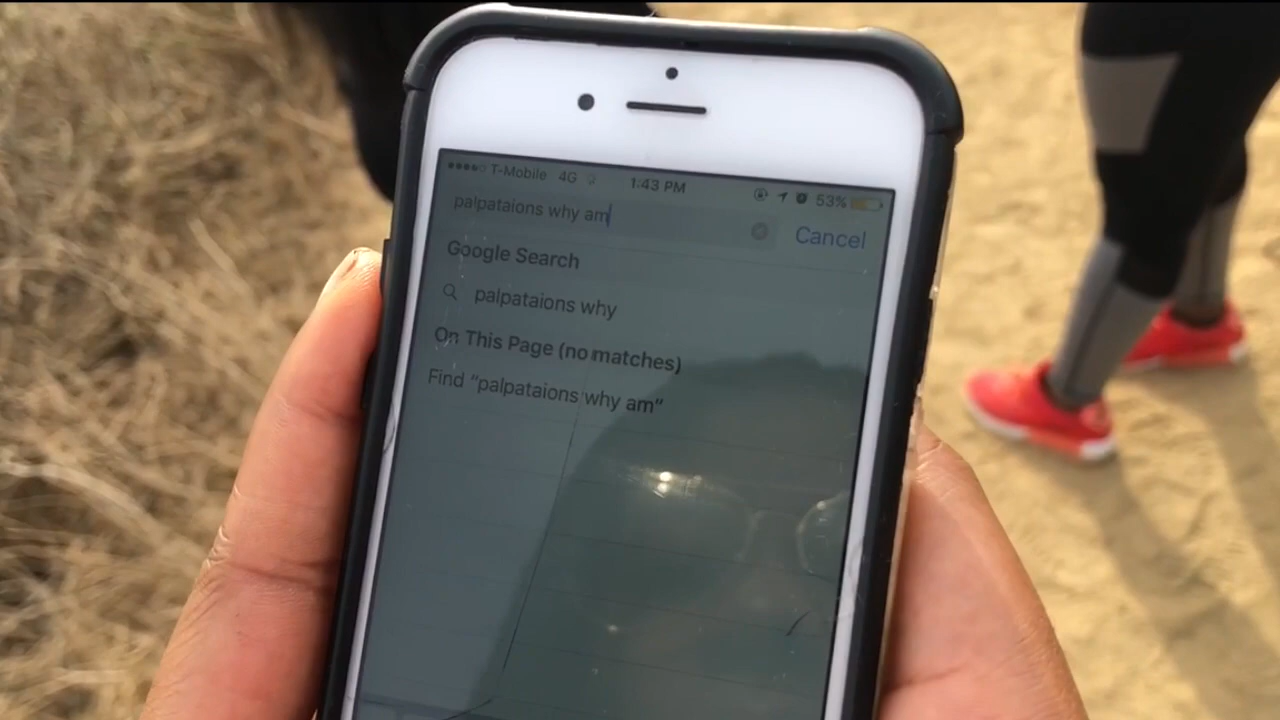 T-Mobile 4G 1:43 PM 53%
palpataions why am Cancel
Google Search
palpataions why
On This Page (no matches)
Find “palpataions why am”